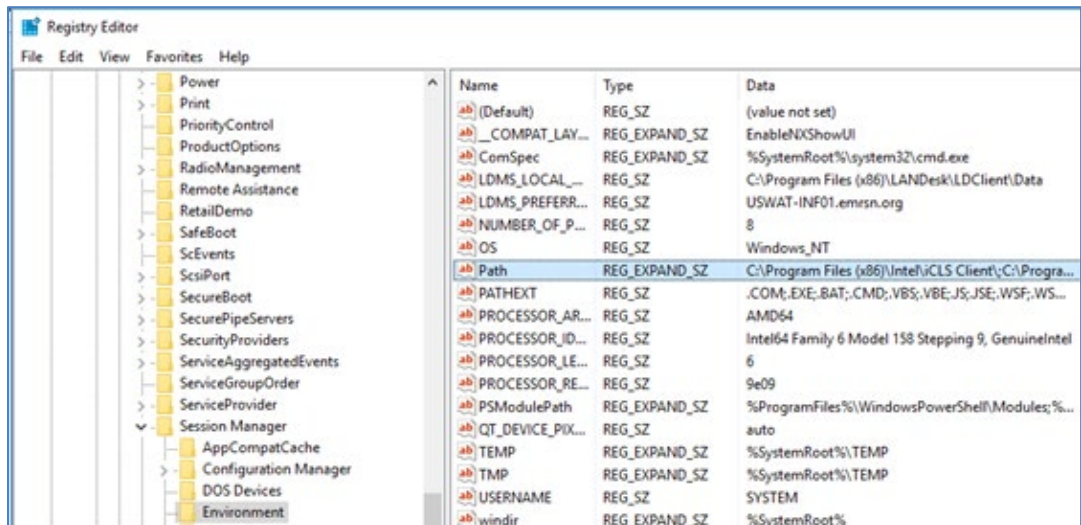 Registry Editor
File Edit View Favorites Help
Power
Print
PriorityControl
ProductOptions
RadioManagement
Remote Assistance
RetailDemo
SafeBoot
ScEvents
ScsiPort
SecureBoot
SecurePipeServers
SecurityProviders
ServiceAggregatedEvents
ServiceGroupOrder
ServiceProvider
Session Manager
AppCompatCache
Configuration Manager
DOS Devices
Environment
Name Type Data
(Default) REG_SZ (value not set)
__COMPAT_LAY... REG_EXPAND_SZ EnableNXShowUI
ComSpec REG_EXPAND_SZ %SystemRoot%\system32\cmd.exe
LDMS_LOCAL_... REG_SZ C:\Program Files (x86)\LANDesk\LDClient\Data
LDMS_PREFERR... REG_SZ USWAT-INF01.emrsn.org
NUMBER_OF_P... REG_SZ 8
OS REG_SZ Windows_NT
Path REG_EXPAND_SZ C:\Program Files (x86)\Intel\iCLS Client\;C:\Progra...
PATHEXT REG_SZ .COM;.EXE;.BAT;.CMD;.VBS;.VBE;.JS;.JSE;.WSF;.WS...
PROCESSOR_AR... REG_SZ AMD64
PROCESSOR_ID... REG_SZ Intel64 Family 6 Model 158 Stepping 9, GenuineIntel
PROCESSOR_LE... REG_SZ 6
PROCESSOR_RE... REG_SZ 9e09
PSModulePath REG_EXPAND_SZ %ProgramFiles%\WindowsPowerShell\Modules;%...
QT_DEVICE_PIX... REG_SZ auto
TEMP REG_EXPAND_SZ %SystemRoot%\TEMP
TMP REG_EXPAND_SZ %SystemRoot%\TEMP
USERNAME REG_SZ SYSTEM
windir REG_EXPAND_SZ %SystemRoot%